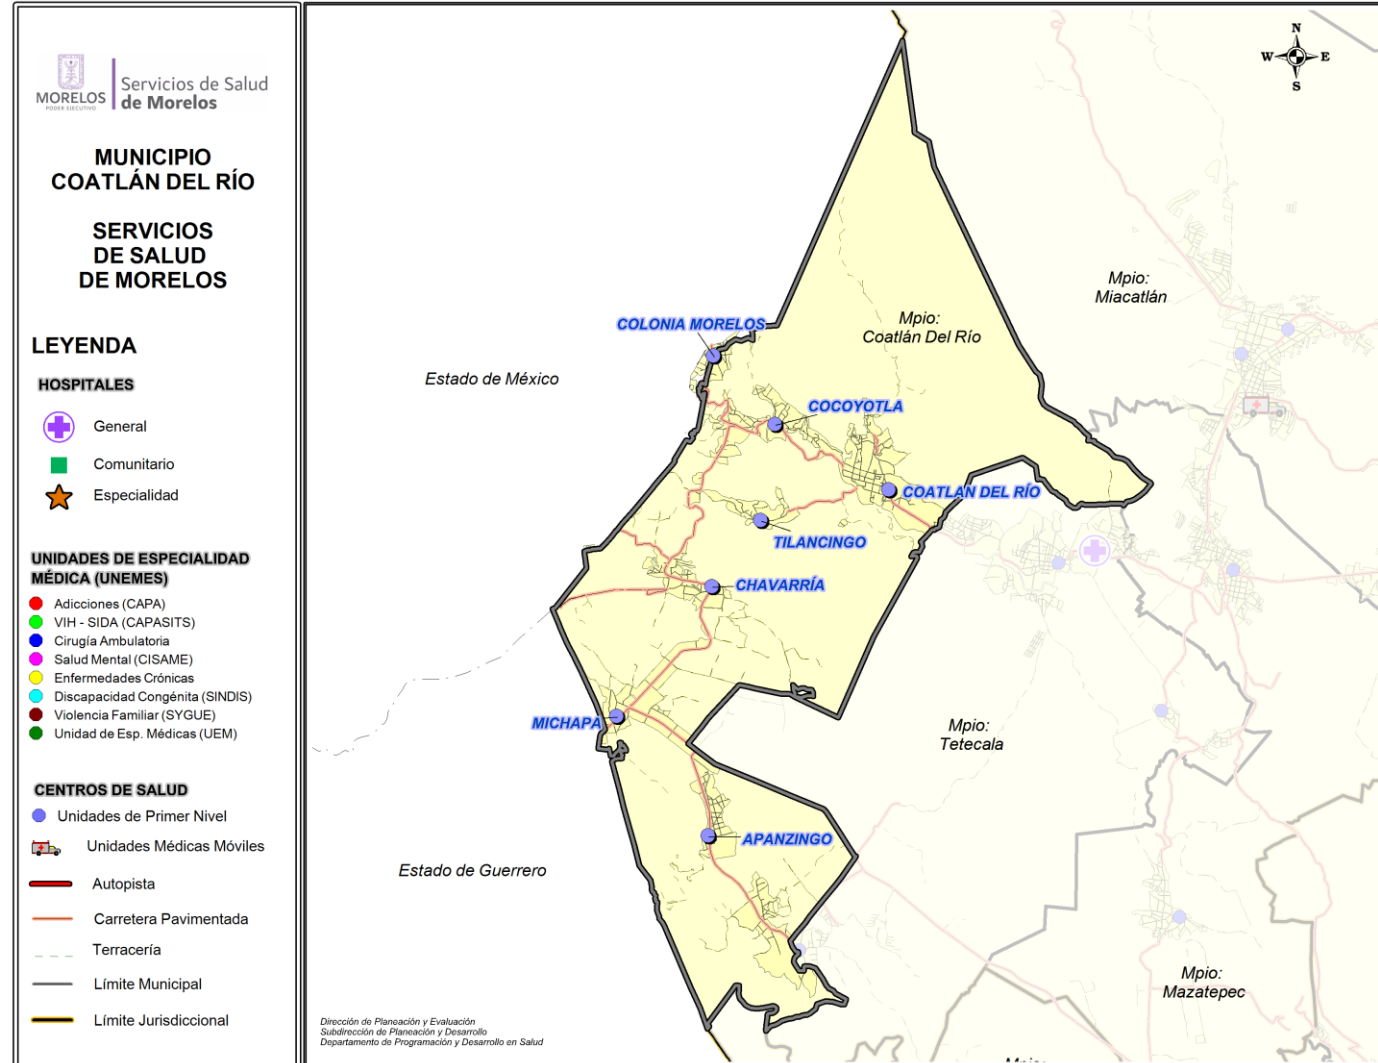 MORELOS
PODER EJECUTIVO
Servicios de Salud
de Morelos
MUNICIPIO
COATLÁN DEL RÍO
SERVICIOS
DE SALUD
DE MORELOS
LEYENDA
HOSPITALES
General
Comunitario
Especialidad
UNIDADES DE ESPECIALIDAD
MÉDICA (UNEMES)
Adicciones (CAPA)
VIH - SIDA (CAPASITS)
Cirugía Ambulatoria
Salud Mental (CISAME)
Enfermedades Crónicas
Discapacidad Congénita (SINDIS)
Violencia Familiar (SYGUE)
Unidad de Esp. Médicas (UEM)
CENTROS DE SALUD
Unidades de Primer Nivel
Unidades Médicas Móviles
Autopista
Carretera Pavimentada
Terracería
Límite Municipal
Límite Jurisdiccional
N
W
E
S
Mpio:
Miacatlán
Mpio:
Coatlán Del Río
COLONIA MORELOS
Estado de México
COCOYOTLA
COATLAN DEL RÍO
TILANCINGO
CHAVARRÍA
MICHAPA
Mpio:
Tetecala
APANZINGO
Estado de Guerrero
Mpio:
Mazatepec
Dirección de Planeación y Evaluación
Subdirección de Planeación y Desarrollo
Departamento de Programación y Desarrollo en Salud
Mpio: